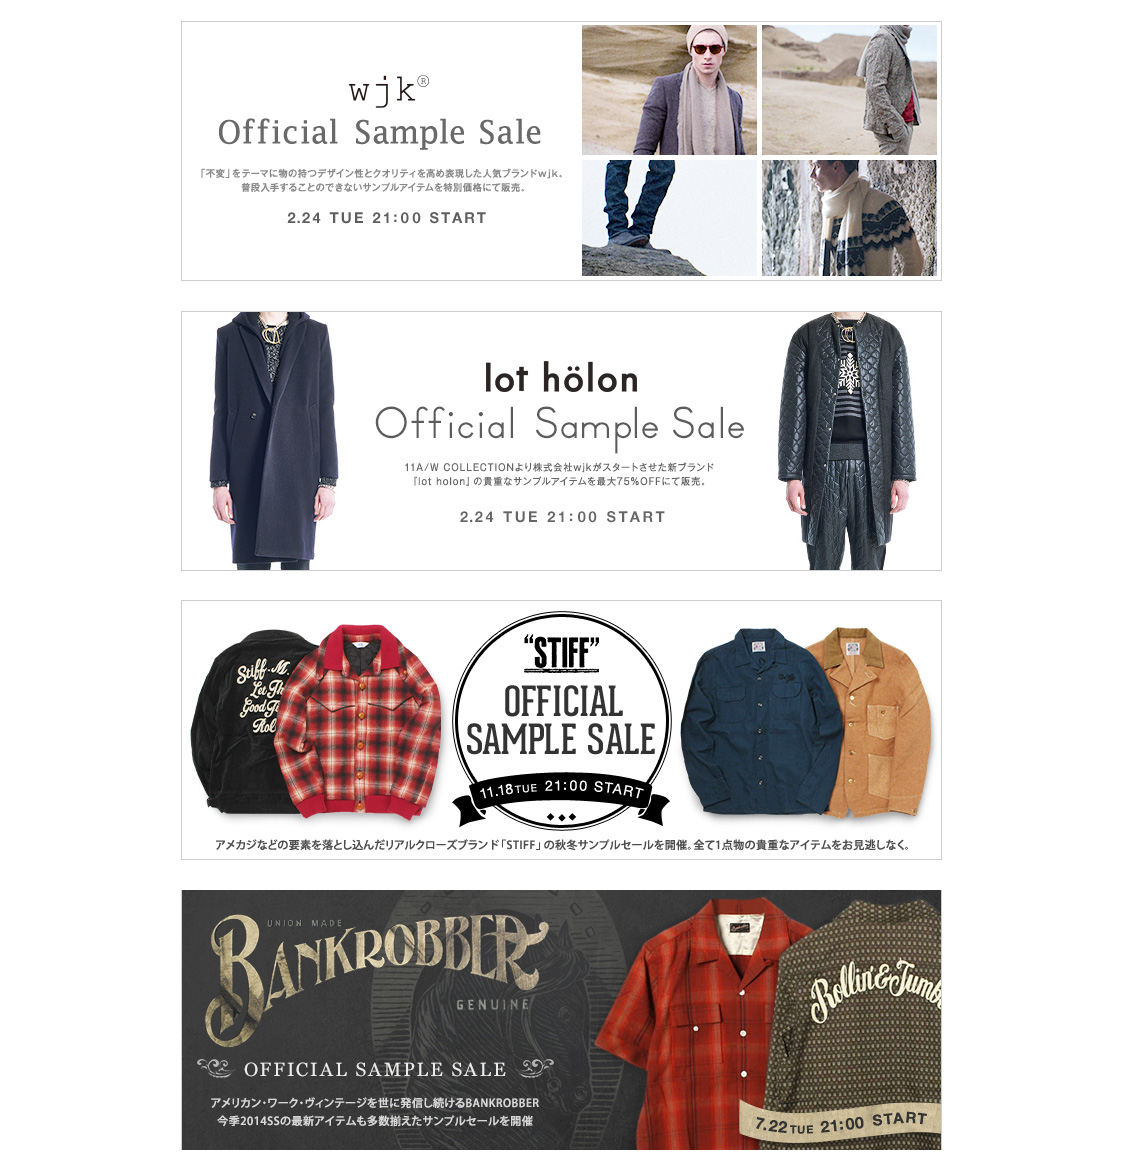 wjk®
Official Sample Sale
「不変」をテーマに物の持つデザイン性とクオリティを高め表現した人気ブランドwjk。
普段入手することのできないサンプルアイテムを特別価格にて販売。
2.24 TUE 21:00 START
lot hölon
Official Sample Sale
11A/W COLLECTIONより株式会社wjkがスタートさせた新ブランド
『lot holon』の貴重なサンプルアイテムを最大75%OFFにて販売。
2.24 TUE 21:00 START
Stiff.M.
Let Th
Good T
Rol
"STIFF"
OFFICIAL
SAMPLE SALE
11.18 TUE 21:00 START
アメカジなどの要素を落とし込んだリアルクローズブランド「STIFF」の秋冬サンプルセールを開催。全て1点物の貴重なアイテムをお見逃しなく。
UNION MADE
BANKROBBER
GENUINE
OFFICIAL SAMPLE SALE
アメリカン・ワーク・ヴィンテージを世に発信し続けるBANKROBBER
今季2014SSの最新アイテムも多数揃えたサンプルセールを開催
Rollin'&Tumb
7.22 TUE 21:00 START